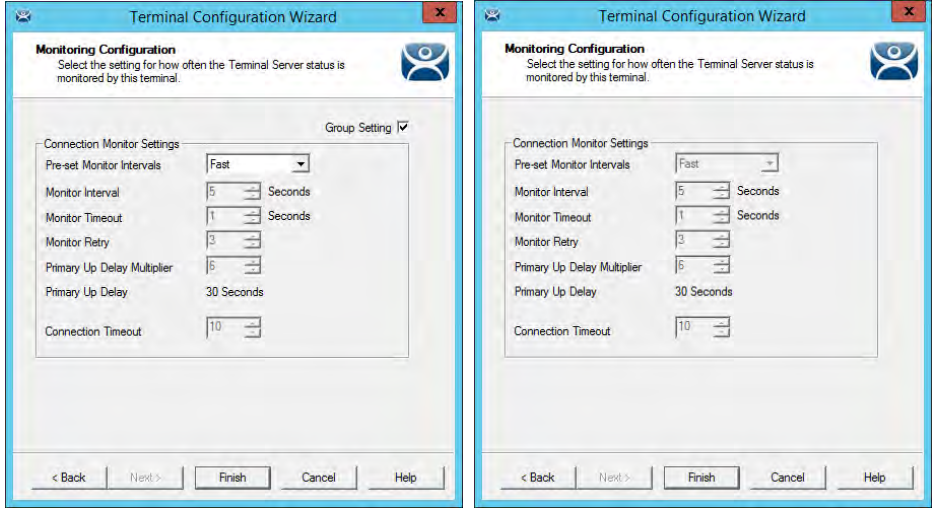 Terminal Configuration Wizard
x
Monitoring Configuration
Select the setting for how often the Terminal Server status is
monitored by this terminal.
Group Setting
Connection Monitor Settings
Pre-set Monitor Intervals Fast
Monitor Interval 5 Seconds
Monitor Timeout 1 Seconds
Monitor Retry 3
Primary Up Delay Multiplier 6
Primary Up Delay 30 Seconds
Connection Timeout 10
< Back Next > Finish Cancel Help
Terminal Configuration Wizard
x
Monitoring Configuration
Select the setting for how often the Terminal Server status is
monitored by this terminal.
Connection Monitor Settings
Pre-set Monitor Intervals Fast
Monitor Interval 5 Seconds
Monitor Timeout 1 Seconds
Monitor Retry 3
Primary Up Delay Multiplier 6
Primary Up Delay 30 Seconds
Connection Timeout 10
< Back Next > Finish Cancel Help